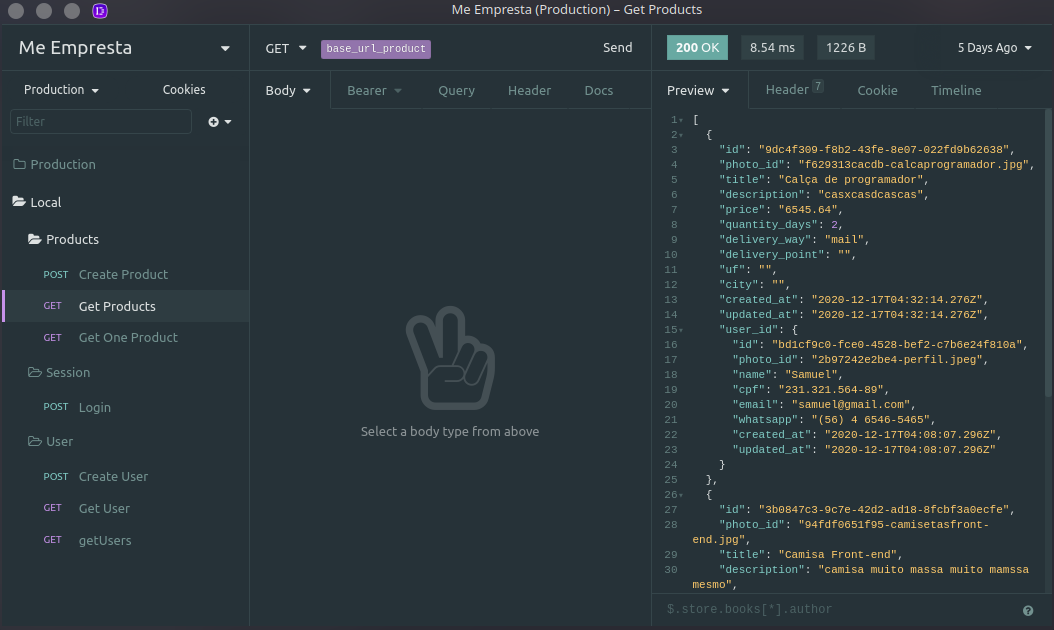 Me Empresta (Production) – Get Products
Me Empresta
GET base_url_product Send
200 OK 8.54 ms 1226 B 5 Days Ago
Production Cookies
Body Bearer Query Header Docs
Preview Header 7 Cookie Timeline
Filter
Production
Local
Products
POST Create Product
GET Get Products
GET Get One Product
Session
POST Login
User
POST Create User
GET Get User
GET getUsers
Select a body type from above
1 [
2 {
3 "id": "9dc4f309-f8b2-43fe-8e07-022fd9b62638",
4 "photo_id": "f629313cacdb-calcaprogramador.jpg",
5 "title": "Calça de programador",
6 "description": "casxcasdcascas",
7 "price": "6545.64",
8 "quantity_days": 2,
9 "delivery_way": "mail",
10 "delivery_point": "",
11 "uf": "",
12 "city": "",
13 "created_at": "2020-12-17T04:32:14.276Z",
14 "updated_at": "2020-12-17T04:32:14.276Z",
15 "user_id": {
16 "id": "bd1cf9c0-fce0-4528-bef2-c7b6e24f810a",
17 "photo_id": "2b97242e2be4-perfil.jpeg",
18 "name": "Samuel",
19 "cpf": "231.321.564-89",
20 "email": "samuel@gmail.com",
21 "whatsapp": "(56) 4 6546-5465",
22 "created_at": "2020-12-17T04:08:07.296Z",
23 "updated_at": "2020-12-17T04:08:07.296Z"
24 }
25 },
26 {
27 "id": "3b0847c3-9c7e-42d2-ad18-8fcbf3a0ecfe",
28 "photo_id": "94fdf0651f95-camisetasfront-
end.jpg",
29 "title": "Camisa Front-end",
30 "description": "camisa muito massa muito mamssa
mesmo",
$.store.books[*].author